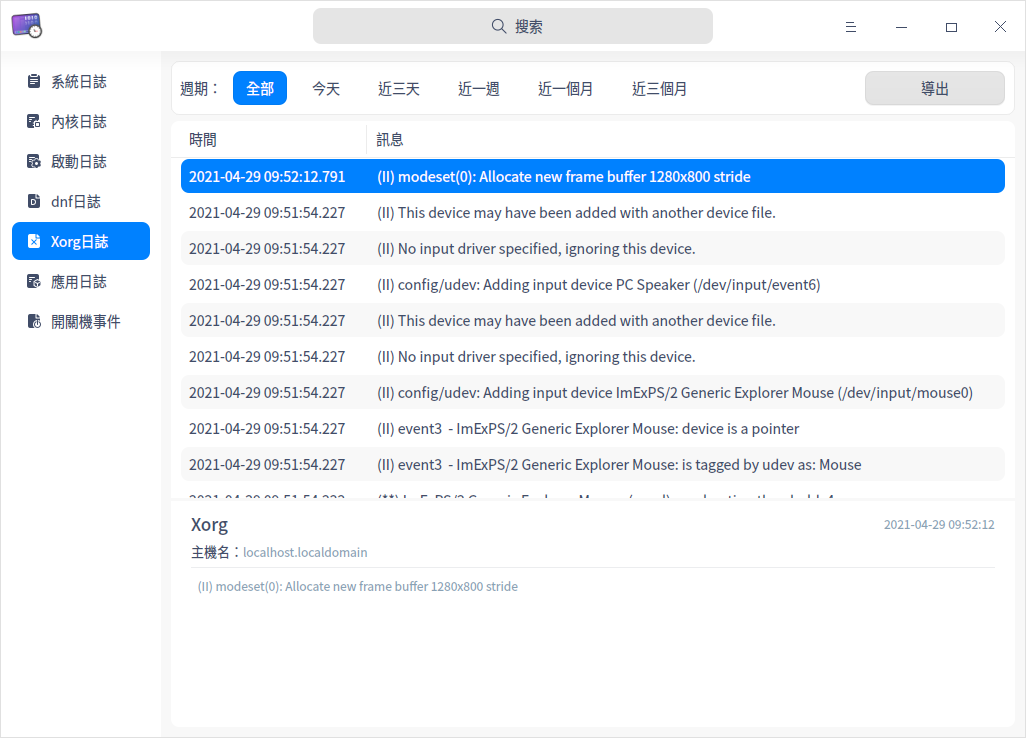 搜索
系統日誌
內核日誌
啟動日誌
dnf日誌
Xorg日誌
應用日誌
開關機事件
週期： 全部 今天 近三天 近一週 近一個月 近三個月 導出
時間 訊息
2021-04-29 09:52:12.791 (II) modeset(0): Allocate new frame buffer 1280x800 stride
2021-04-29 09:51:54.227 (II) This device may have been added with another device file.
2021-04-29 09:51:54.227 (II) No input driver specified, ignoring this device.
2021-04-29 09:51:54.227 (II) config/udev: Adding input device PC Speaker (/dev/input/event6)
2021-04-29 09:51:54.227 (II) This device may have been added with another device file.
2021-04-29 09:51:54.227 (II) No input driver specified, ignoring this device.
2021-04-29 09:51:54.227 (II) config/udev: Adding input device ImExPS/2 Generic Explorer Mouse (/dev/input/mouse0)
2021-04-29 09:51:54.227 (II) event3 - ImExPS/2 Generic Explorer Mouse: device is a pointer
2021-04-29 09:51:54.227 (II) event3 - ImExPS/2 Generic Explorer Mouse: is tagged by udev as: Mouse
Xorg 2021-04-29 09:52:12
主機名：localhost.localdomain
(II) modeset(0): Allocate new frame buffer 1280x800 stride